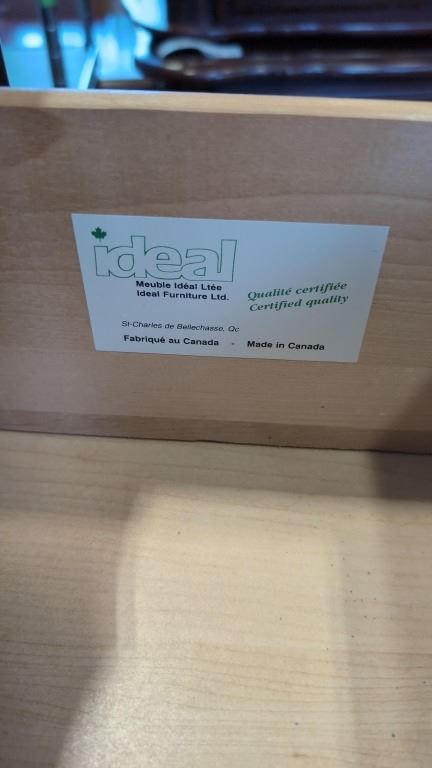 ideal
Meuble Idéal Ltée
Ideal Furniture Ltd.
Qualité certifiée
Certified quality
St-Charles de Bellechasse, Qc
Fabriqué au Canada - Made in Canada